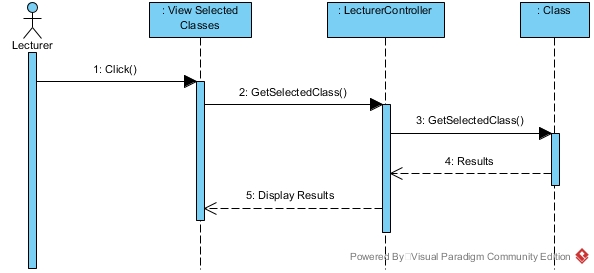 : View Selected
Classes
: LecturerController
: Class
Lecturer
1: Click()
2: GetSelectedClass()
3: GetSelectedClass()
4: Results
5: Display Results
Powered By Visual Paradigm Community Edition